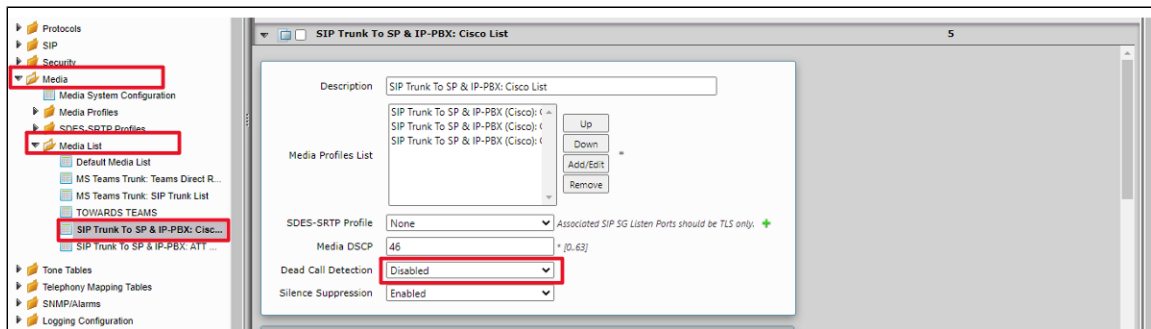 Protocols
SIP
Security
Media
Media System Configuration
Media Profiles
SDES-SRTP Profiles
Media List
Default Media List
MS Teams Trunk: Teams Direct R...
MS Teams Trunk: SIP Trunk List
TOWARDS TEAMS
SIP Trunk To SP & IP-PBX: Cisc...
SIP Trunk To SP & IP-PBX: ATT ...
Tone Tables
Telephony Mapping Tables
SNMP/Alarms
Logging Configuration
SIP Trunk To SP & IP-PBX: Cisco List 5
Description SIP Trunk To SP & IP-PBX: Cisco List
Media Profiles List
SIP Trunk To SP & IP-PBX (Cisco): (
SIP Trunk To SP & IP-PBX (Cisco): (
SIP Trunk To SP & IP-PBX (Cisco): (
Up
Down
Add/Edit
Remove
*
SDES-SRTP Profile None Associated SIP SG Listen Ports should be TLS only.
Media DSCP 46 * [0..63]
Dead Call Detection Disabled
Silence Suppression Enabled